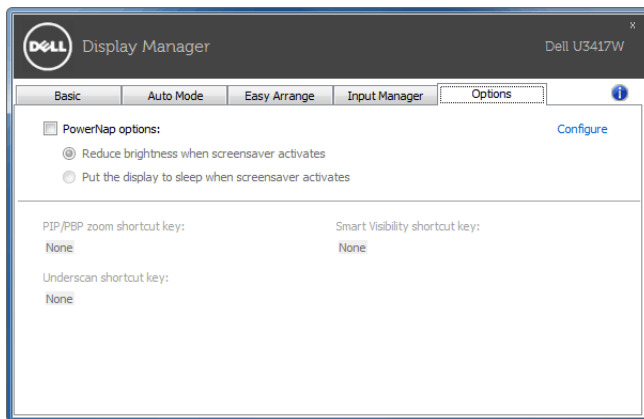 DELL Display Manager Dell U3417W
x
Basic Auto Mode Easy Arrange Input Manager Options i
PowerNap options: Configure
Reduce brightness when screensaver activates
Put the display to sleep when screensaver activates
PIP/PBP zoom shortcut key: Smart Visibility shortcut key:
None None
Underscan shortcut key:
None